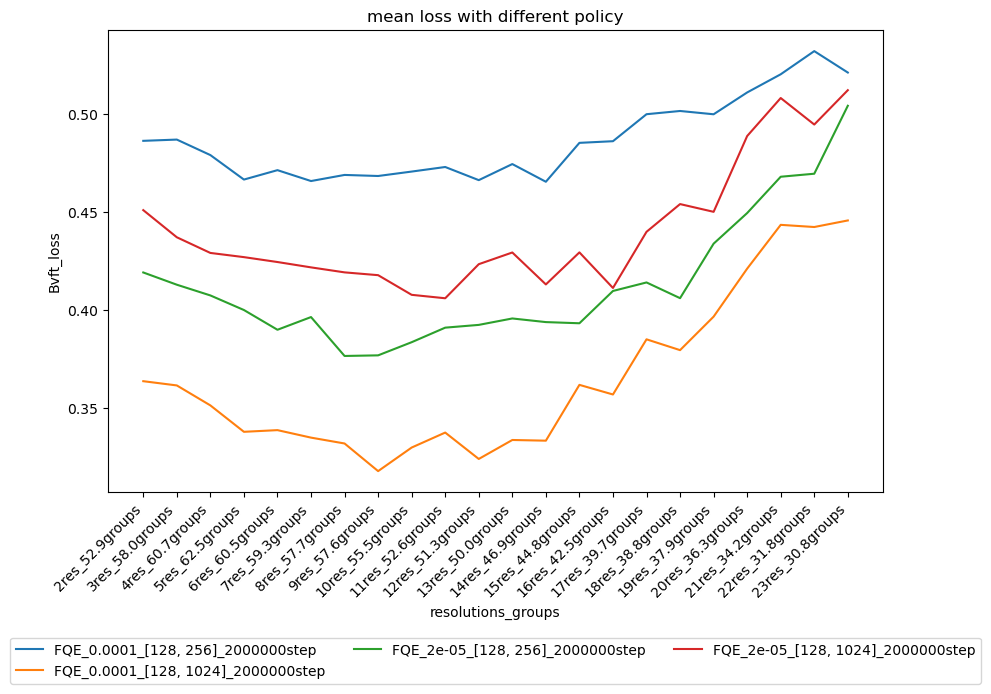 mean loss with different policy
Bvft_loss
0.50
0.45
0.40
0.35
2res_52.9groups
3res_58.0groups
4res_60.7groups
5res_62.5groups
6res_60.5groups
7res_59.3groups
8res_57.7groups
9res_57.6groups
10res_55.5groups
11res_52.6groups
12res_51.3groups
13res_50.0groups
14res_46.9groups
15res_44.8groups
16res_42.5groups
17res_39.7groups
18res_38.8groups
19res_37.9groups
20res_36.3groups
21res_34.2groups
22res_31.8groups
23res_30.8groups
resolutions_groups
FQE_0.0001_[128, 256]_2000000step
FQE_0.0001_[128, 1024]_2000000step
FQE_2e-05_[128, 256]_2000000step
FQE_2e-05_[128, 1024]_2000000step